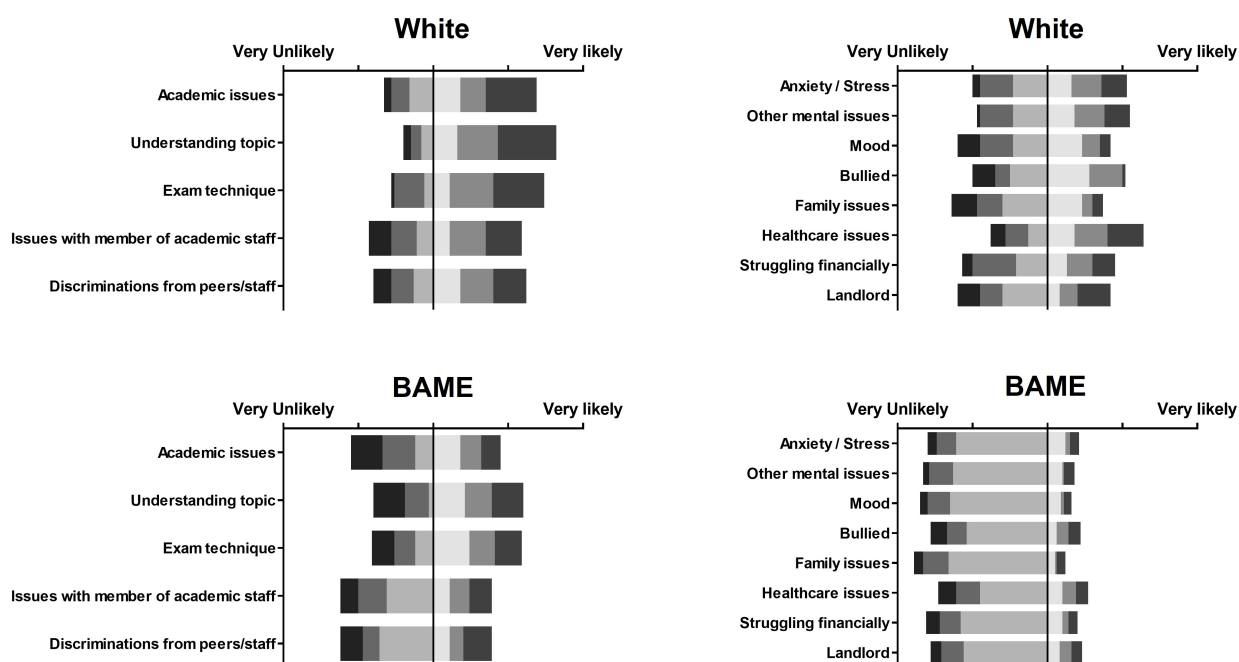 White
Very Unlikely Very likely
Academic issues
Understanding topic
Exam technique
Issues with member of academic staff
Discriminations from peers/staff
White
Very Unlikely Very likely
Anxiety / Stress
Other mental issues
Mood
Bullied
Family issues
Healthcare issues
Struggling financially
Landlord
BAME
Very Unlikely Very likely
Academic issues
Understanding topic
Exam technique
Issues with member of academic staff
Discriminations from peers/staff
BAME
Very Unlikely Very likely
Anxiety / Stress
Other mental issues
Mood
Bullied
Family issues
Healthcare issues
Struggling financially
Landlord